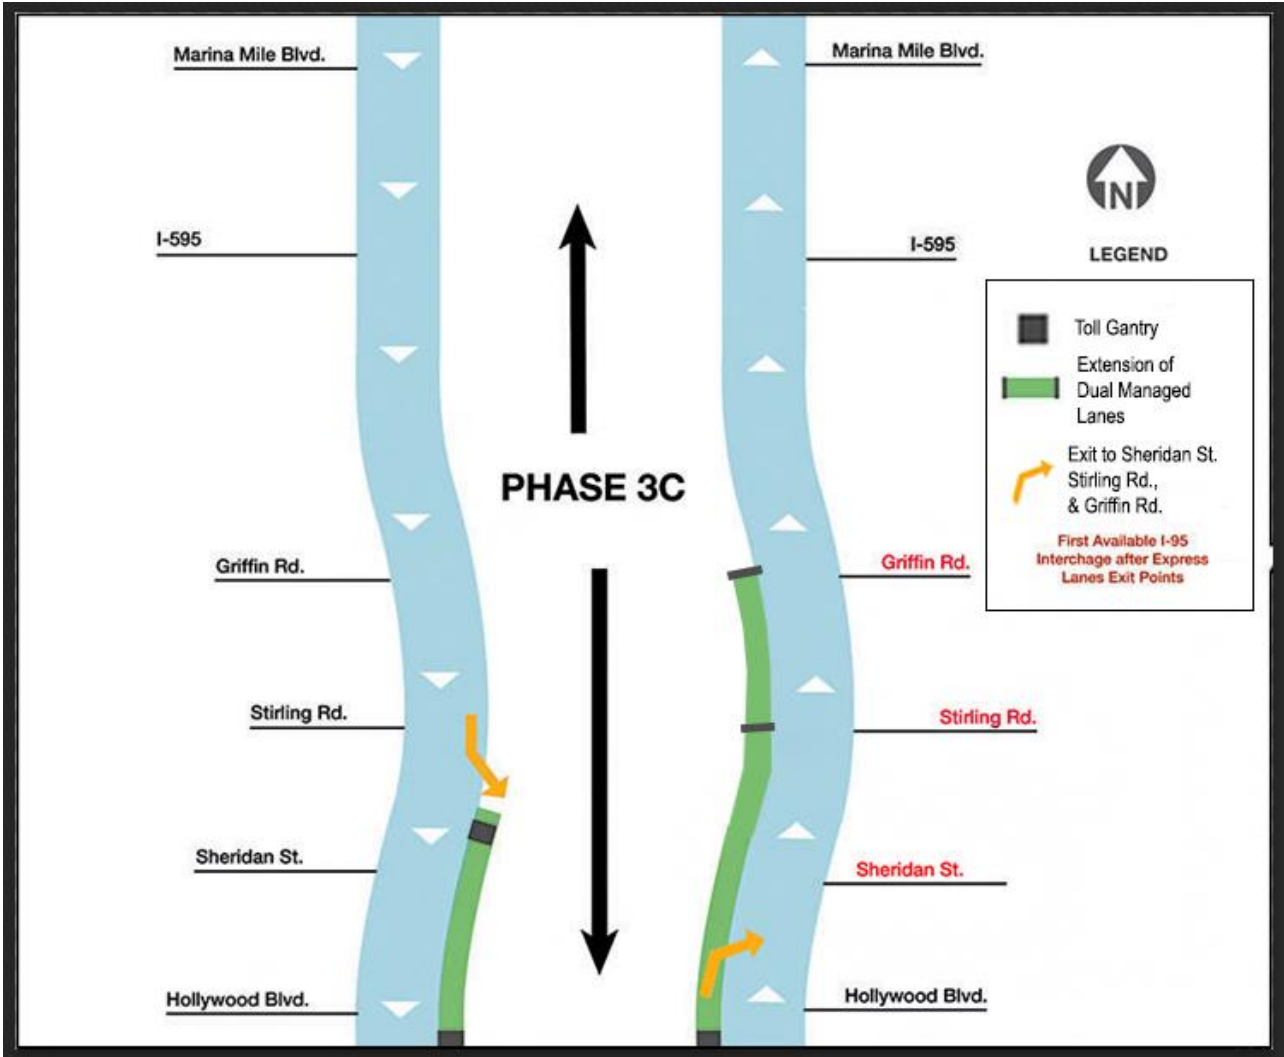 Marina Mile Blvd.
Marina Mile Blvd.
N
I-595
I-595
LEGEND
Toll Gantry
Extension of
Dual Managed
Lanes
Exit to Sheridan St.
Stirling Rd.,
& Griffin Rd.
First Available I-95
Interchage after Express
Lanes Exit Points
PHASE 3C
Griffin Rd.
Griffin Rd.
Stirling Rd.
Stirling Rd.
Sheridan St.
Sheridan St.
Hollywood Blvd.
Hollywood Blvd.